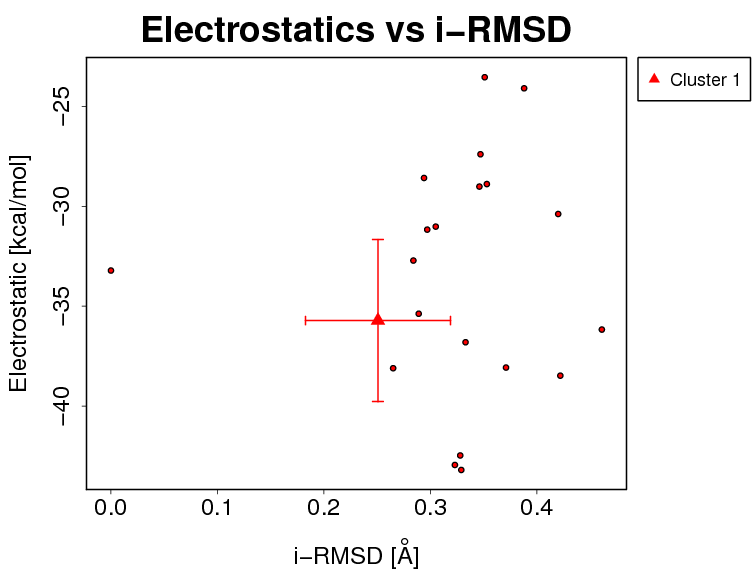 Electrostatics vs i−RMSD
Cluster 1
Electrostatic [kcal/mol]
−25
−30
−35
−40
0.0 0.1 0.2 0.3 0.4
i−RMSD [Å]